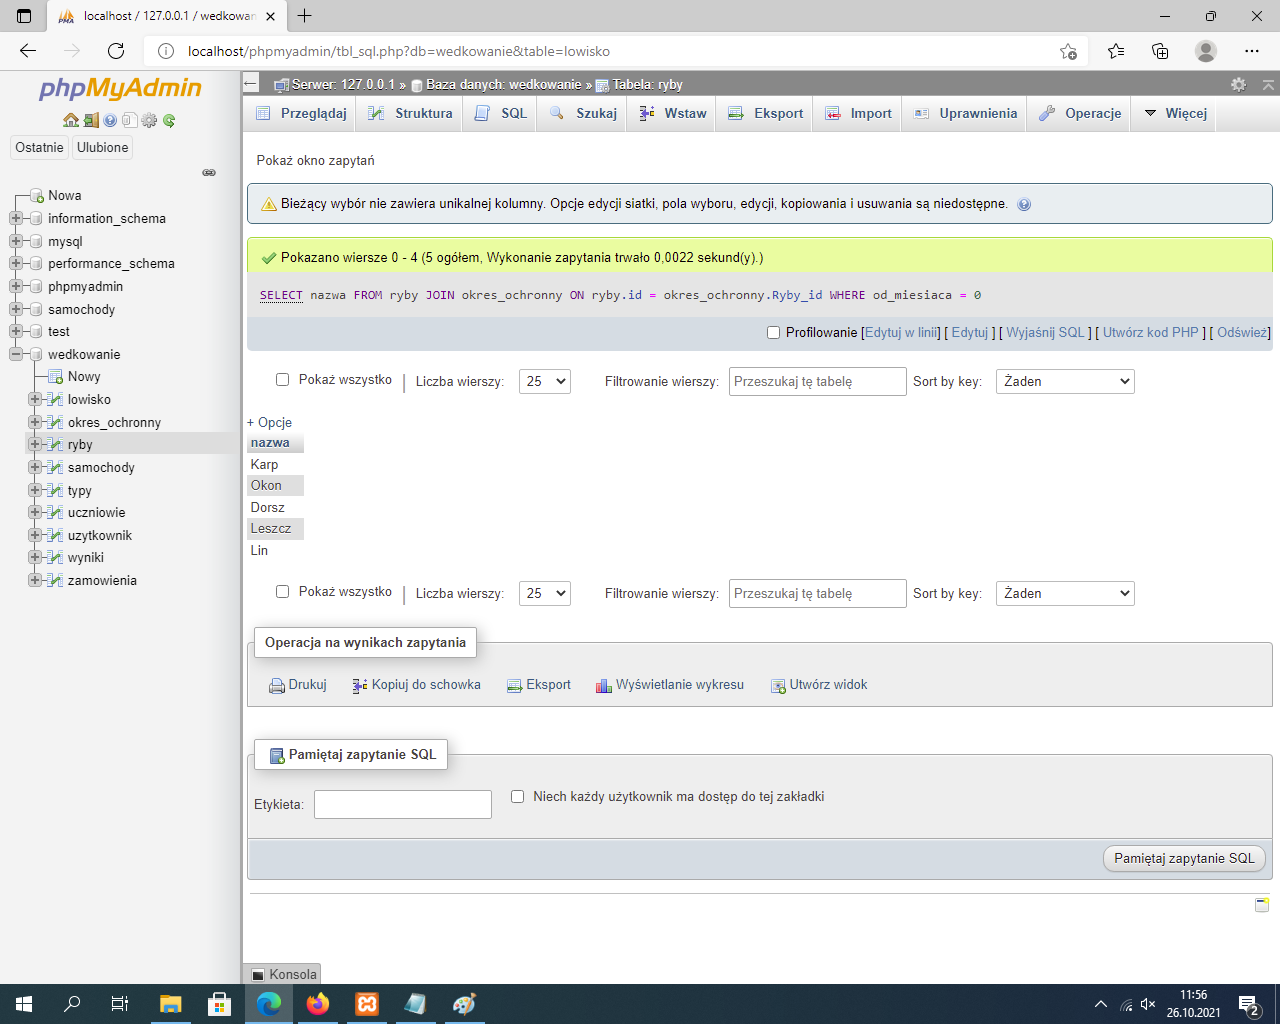 localhost / 127.0.0.1 / wedkowan
localhost/phpmyadmin/tbl_sql.php?db=wedkowanie&table=lowisko
phpMyAdmin
Ostatnie
Ulubione
Nowa
information_schema
mysql
performance_schema
phpmyadmin
samochody
test
wedkowanie
Nowy
lowisko
okres_ochronny
ryby
samochody
typy
uczniowie
uzytkownik
wyniki
zamowienia
Serwer: 127.0.0.1 » Baza danych: wedkowanie » Tabela: ryby
Przeglądaj
Struktura
SQL
Szukaj
Wstaw
Eksport
Import
Uprawnienia
Operacje
Więcej
Pokaż okno zapytań
Bieżący wybór nie zawiera unikalnej kolumny. Opcje edycji siatki, pola wyboru, edycji, kopiowania i usuwania są niedostępne.
Pokazano wiersze 0 - 4 (5 ogółem, Wykonanie zapytania trwało 0,0022 sekund(y).)
SELECT nazwa FROM ryby JOIN okres_ochronny ON ryby.id = okres_ochronny.Ryby_id WHERE od_miesiaca = 0
Profilowanie [Edytuj w linii] [ Edytuj ] [ Wyjaśnij SQL ] [ Utwórz kod PHP ] [ Odśwież]
Pokaż wszystko | Liczba wierszy: 25 Filtrowanie wierszy: Przeszukaj tę tabelę Sort by key: Żaden
+ Opcje
nazwa
Karp
Okon
Dorsz
Leszcz
Lin
Pokaż wszystko | Liczba wierszy: 25 Filtrowanie wierszy: Przeszukaj tę tabelę Sort by key: Żaden
Operacja na wynikach zapytania
Drukuj
Kopiuj do schowka
Eksport
Wyświetlanie wykresu
Utwórz widok
Pamiętaj zapytanie SQL
Etykieta:
Niech każdy użytkownik ma dostęp do tej zakładki
Pamiętaj zapytanie SQL
Konsola
11:56
26.10.2021
2